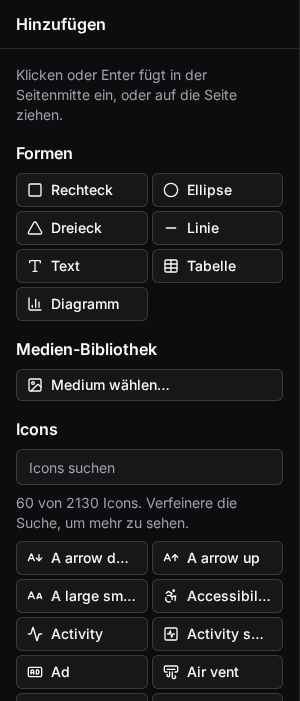 Hinzufügen
Klicken oder Enter fügt in der
Seitenmitte ein, oder auf die Seite
ziehen.
Formen
Rechteck
Ellipse
Dreieck
Linie
Text
Tabelle
Diagramm
Medien-Bibliothek
Medium wählen...
Icons
Icons suchen
60 von 2130 Icons. Verfeinere die
Suche, um mehr zu sehen.
A arrow d...
A arrow up
A large sm...
Accessibil...
Activity
Activity s...
Ad
Air vent